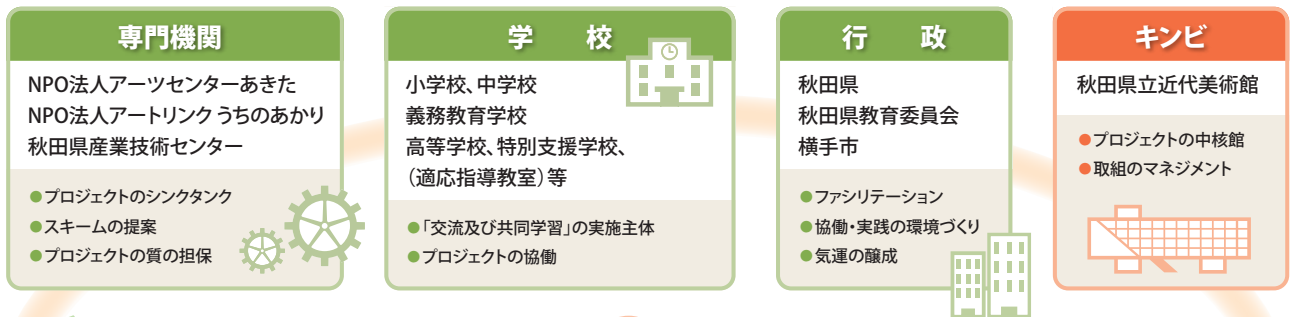 専門機関
NPO法人アーツセンターあきた
NPO法人アートリンク うちのあかり
秋田県産業技術センター
●プロジェクトのシンクタンク
●スキームの提案
●プロジェクトの質の担保
学　校
小学校、中学校
義務教育学校
高等学校、特別支援学校、
（適応指導教室）等
●「交流及び共同学習」の実施主体
●プロジェクトの協働
行　政
秋田県
秋田県教育委員会
横手市
●ファシリテーション
●協働・実践の環境づくり
●気運の醸成
キンビ
秋田県立近代美術館
●プロジェクトの中核館
●取組のマネジメント